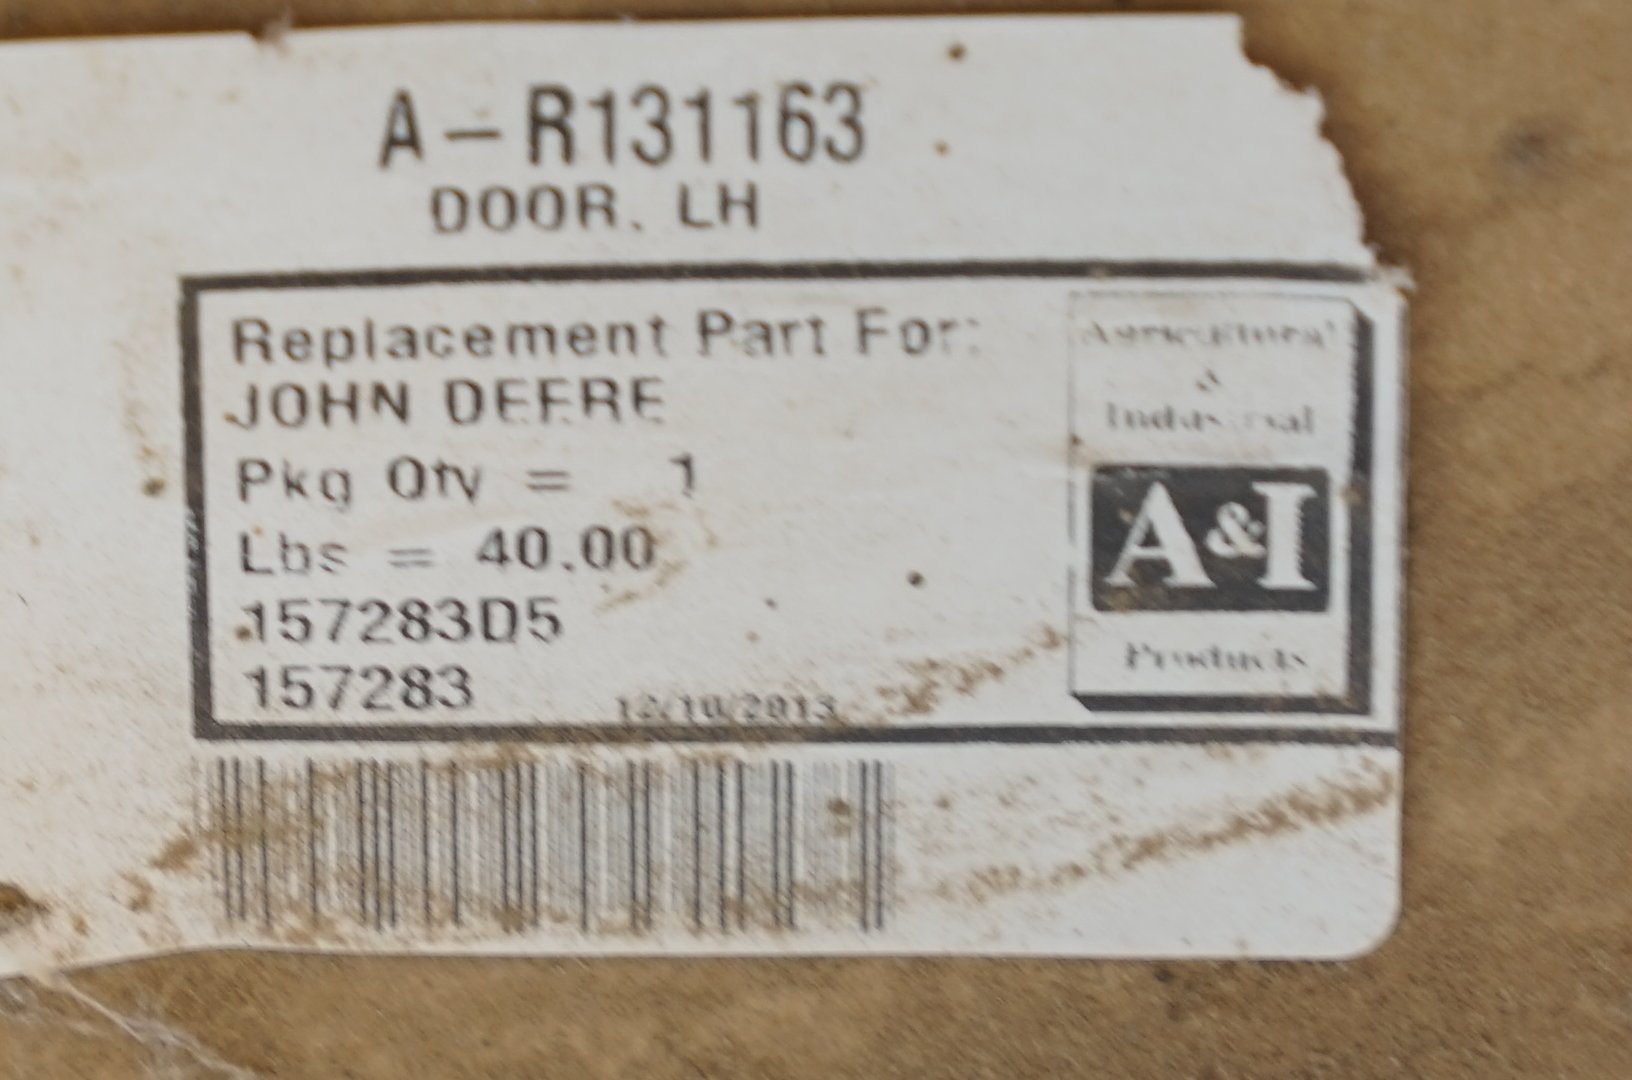 A-R131163
DOOR, LH
Replacement Part For:
JOHN DEERE
Pkg Qty = 1
Lbs = 40.00
157283D5
157283
12/10/2013
Agricultural
&
Industrial
A&I
Products